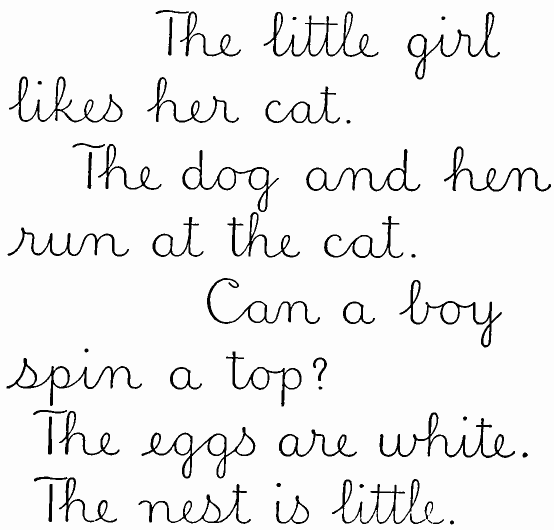 The little girl
likes her cat.
The dog and hen
run at the cat.
Can a boy
spin a top?
The eggs are white.
The nest is little.